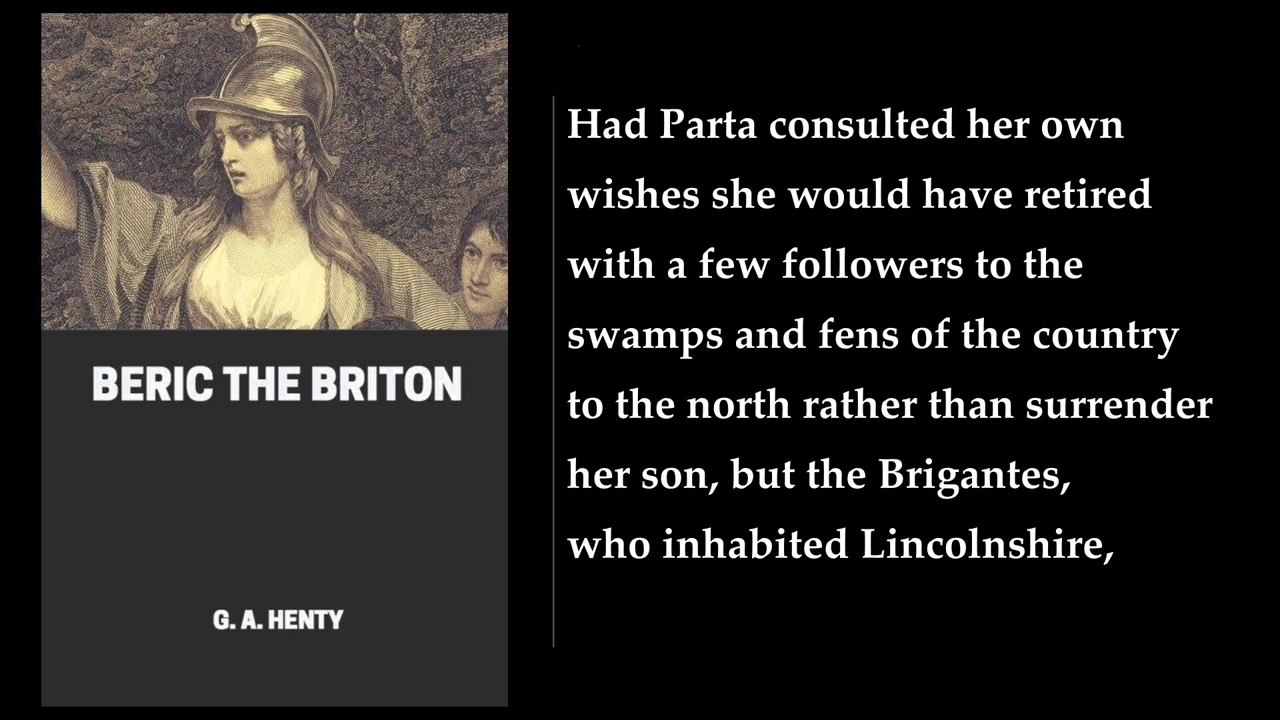 BERIC THE BRITON
G. A. HENTY
Had Parta consulted her own
wishes she would have retired
with a few followers to the
swamps and fens of the country
to the north rather than surrender
her son, but the Brigantes,
who inhabited Lincolnshire,